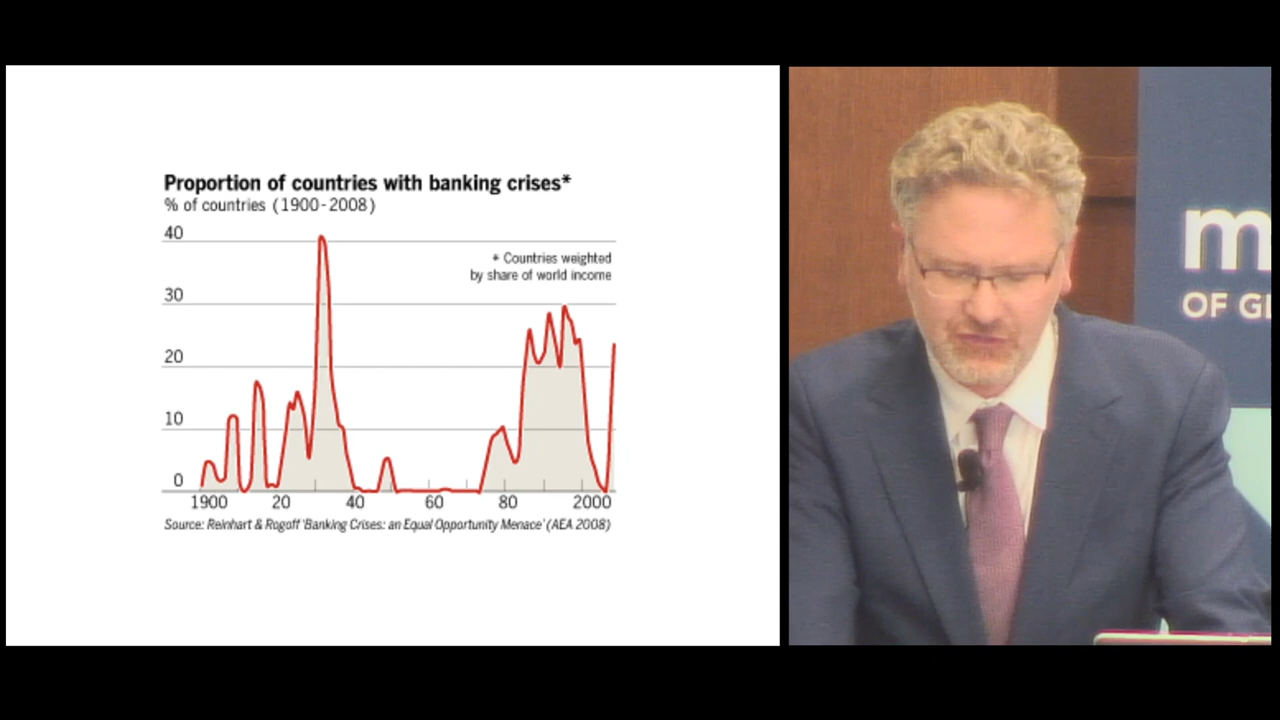 Proportion of countries with banking crises*
% of countries (1900-2008)
40
* Countries weighted
by share of world income
30
20
10
0
1900 20 40 60 80 2000
Source: Reinhart & Rogoff 'Banking Crises: an Equal Opportunity Menace' (AEA 2008)
m
OF GL